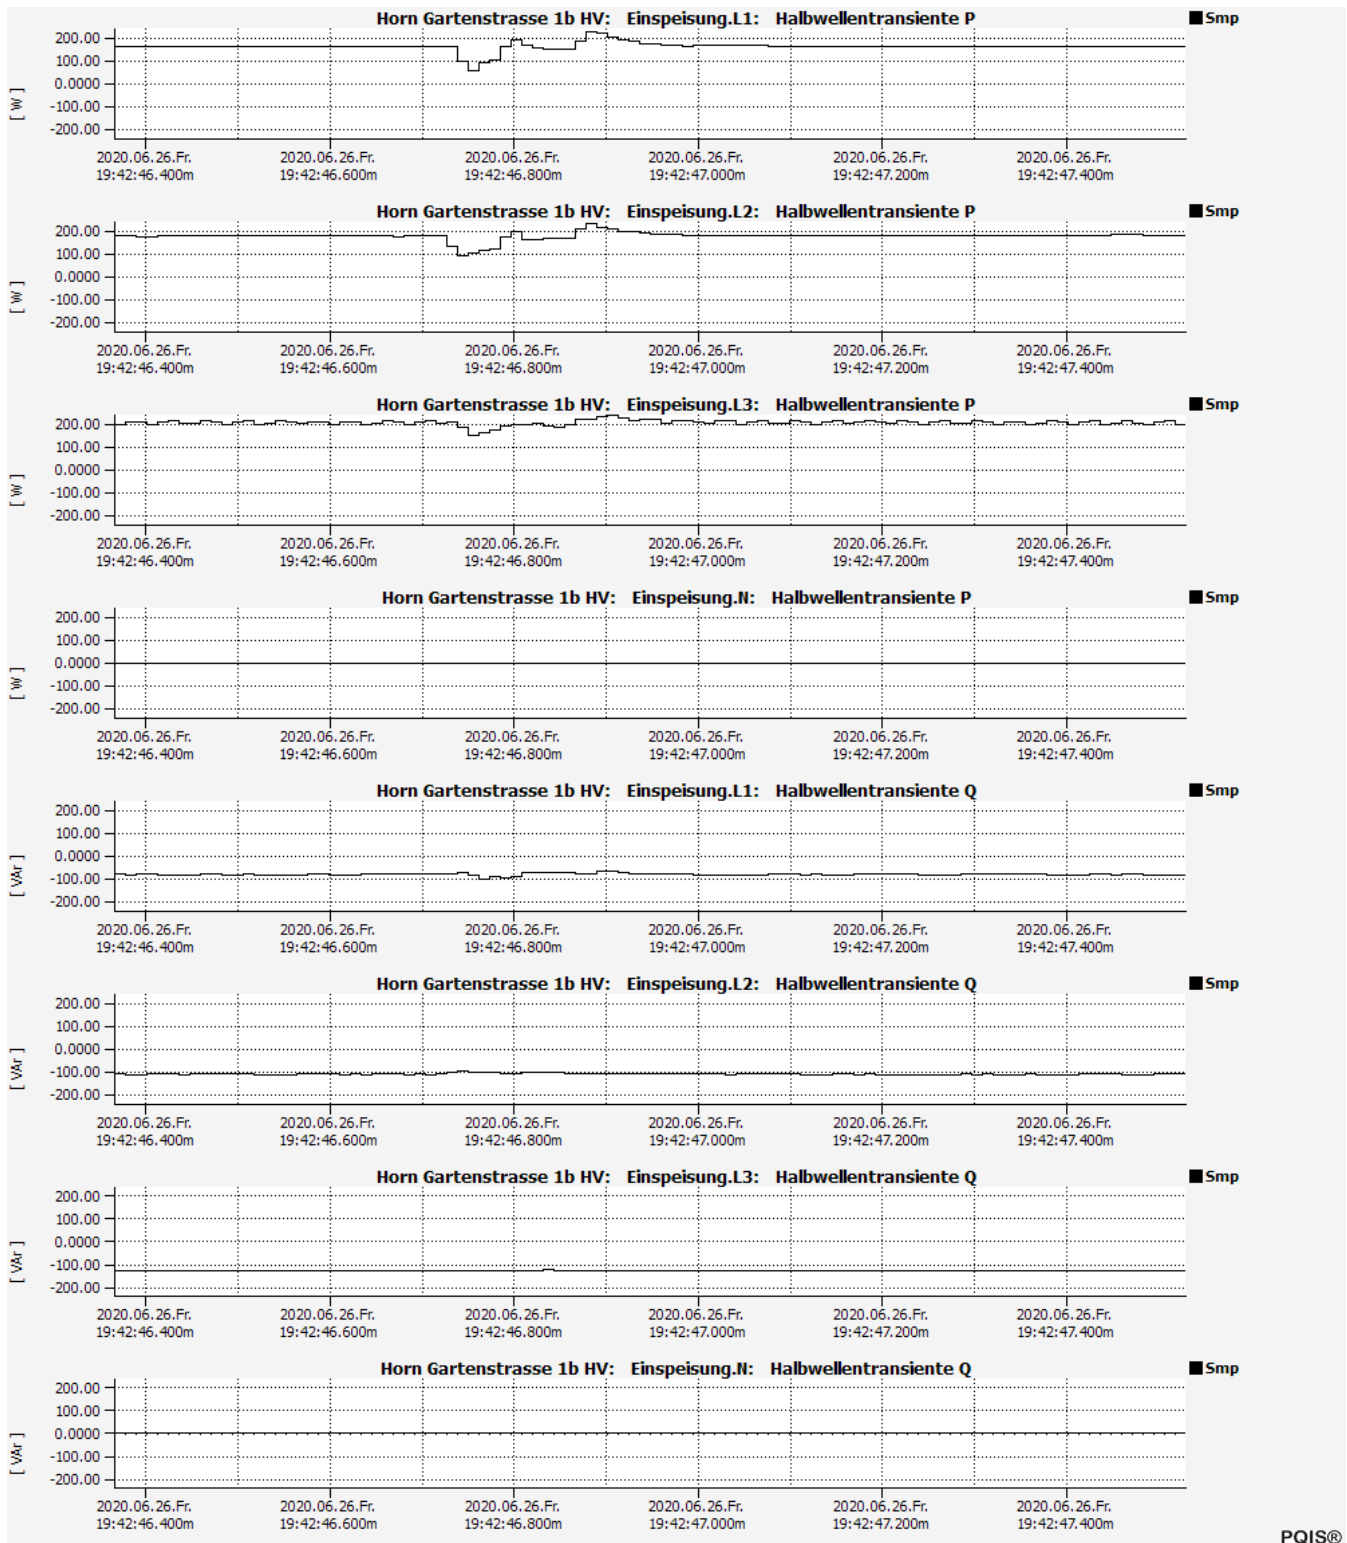 Horn Gartenstrasse 1b HV: Einspeisung.L1: Halbwellentransiente P
Smp
200.00
100.00
0.0000
-100.00
-200.00
[ W ]
2020.06.26.Fr. 2020.06.26.Fr. 2020.06.26.Fr. 2020.06.26.Fr. 2020.06.26.Fr. 2020.06.26.Fr.
19:42:46.400m 19:42:46.600m 19:42:46.800m 19:42:47.000m 19:42:47.200m 19:42:47.400m
Horn Gartenstrasse 1b HV: Einspeisung.L2: Halbwellentransiente P
Smp
200.00
100.00
0.0000
-100.00
-200.00
[ W ]
2020.06.26.Fr. 2020.06.26.Fr. 2020.06.26.Fr. 2020.06.26.Fr. 2020.06.26.Fr. 2020.06.26.Fr.
19:42:46.400m 19:42:46.600m 19:42:46.800m 19:42:47.000m 19:42:47.200m 19:42:47.400m
Horn Gartenstrasse 1b HV: Einspeisung.L3: Halbwellentransiente P
Smp
200.00
100.00
0.0000
-100.00
-200.00
[ W ]
2020.06.26.Fr. 2020.06.26.Fr. 2020.06.26.Fr. 2020.06.26.Fr. 2020.06.26.Fr. 2020.06.26.Fr.
19:42:46.400m 19:42:46.600m 19:42:46.800m 19:42:47.000m 19:42:47.200m 19:42:47.400m
Horn Gartenstrasse 1b HV: Einspeisung.N: Halbwellentransiente P
Smp
200.00
100.00
0.0000
-100.00
-200.00
[ W ]
2020.06.26.Fr. 2020.06.26.Fr. 2020.06.26.Fr. 2020.06.26.Fr. 2020.06.26.Fr. 2020.06.26.Fr.
19:42:46.400m 19:42:46.600m 19:42:46.800m 19:42:47.000m 19:42:47.200m 19:42:47.400m
Horn Gartenstrasse 1b HV: Einspeisung.L1: Halbwellentransiente Q
Smp
200.00
100.00
0.0000
-100.00
-200.00
[ VAr ]
2020.06.26.Fr. 2020.06.26.Fr. 2020.06.26.Fr. 2020.06.26.Fr. 2020.06.26.Fr. 2020.06.26.Fr.
19:42:46.400m 19:42:46.600m 19:42:46.800m 19:42:47.000m 19:42:47.200m 19:42:47.400m
Horn Gartenstrasse 1b HV: Einspeisung.L2: Halbwellentransiente Q
Smp
200.00
100.00
0.0000
-100.00
-200.00
[ VAr ]
2020.06.26.Fr. 2020.06.26.Fr. 2020.06.26.Fr. 2020.06.26.Fr. 2020.06.26.Fr. 2020.06.26.Fr.
19:42:46.400m 19:42:46.600m 19:42:46.800m 19:42:47.000m 19:42:47.200m 19:42:47.400m
Horn Gartenstrasse 1b HV: Einspeisung.L3: Halbwellentransiente Q
Smp
200.00
100.00
0.0000
-100.00
-200.00
[ VAr ]
2020.06.26.Fr. 2020.06.26.Fr. 2020.06.26.Fr. 2020.06.26.Fr. 2020.06.26.Fr. 2020.06.26.Fr.
19:42:46.400m 19:42:46.600m 19:42:46.800m 19:42:47.000m 19:42:47.200m 19:42:47.400m
Horn Gartenstrasse 1b HV: Einspeisung.N: Halbwellentransiente Q
Smp
200.00
100.00
0.0000
-100.00
-200.00
[ VAr ]
2020.06.26.Fr. 2020.06.26.Fr. 2020.06.26.Fr. 2020.06.26.Fr. 2020.06.26.Fr. 2020.06.26.Fr.
19:42:46.400m 19:42:46.600m 19:42:46.800m 19:42:47.000m 19:42:47.200m 19:42:47.400m
PQIS®